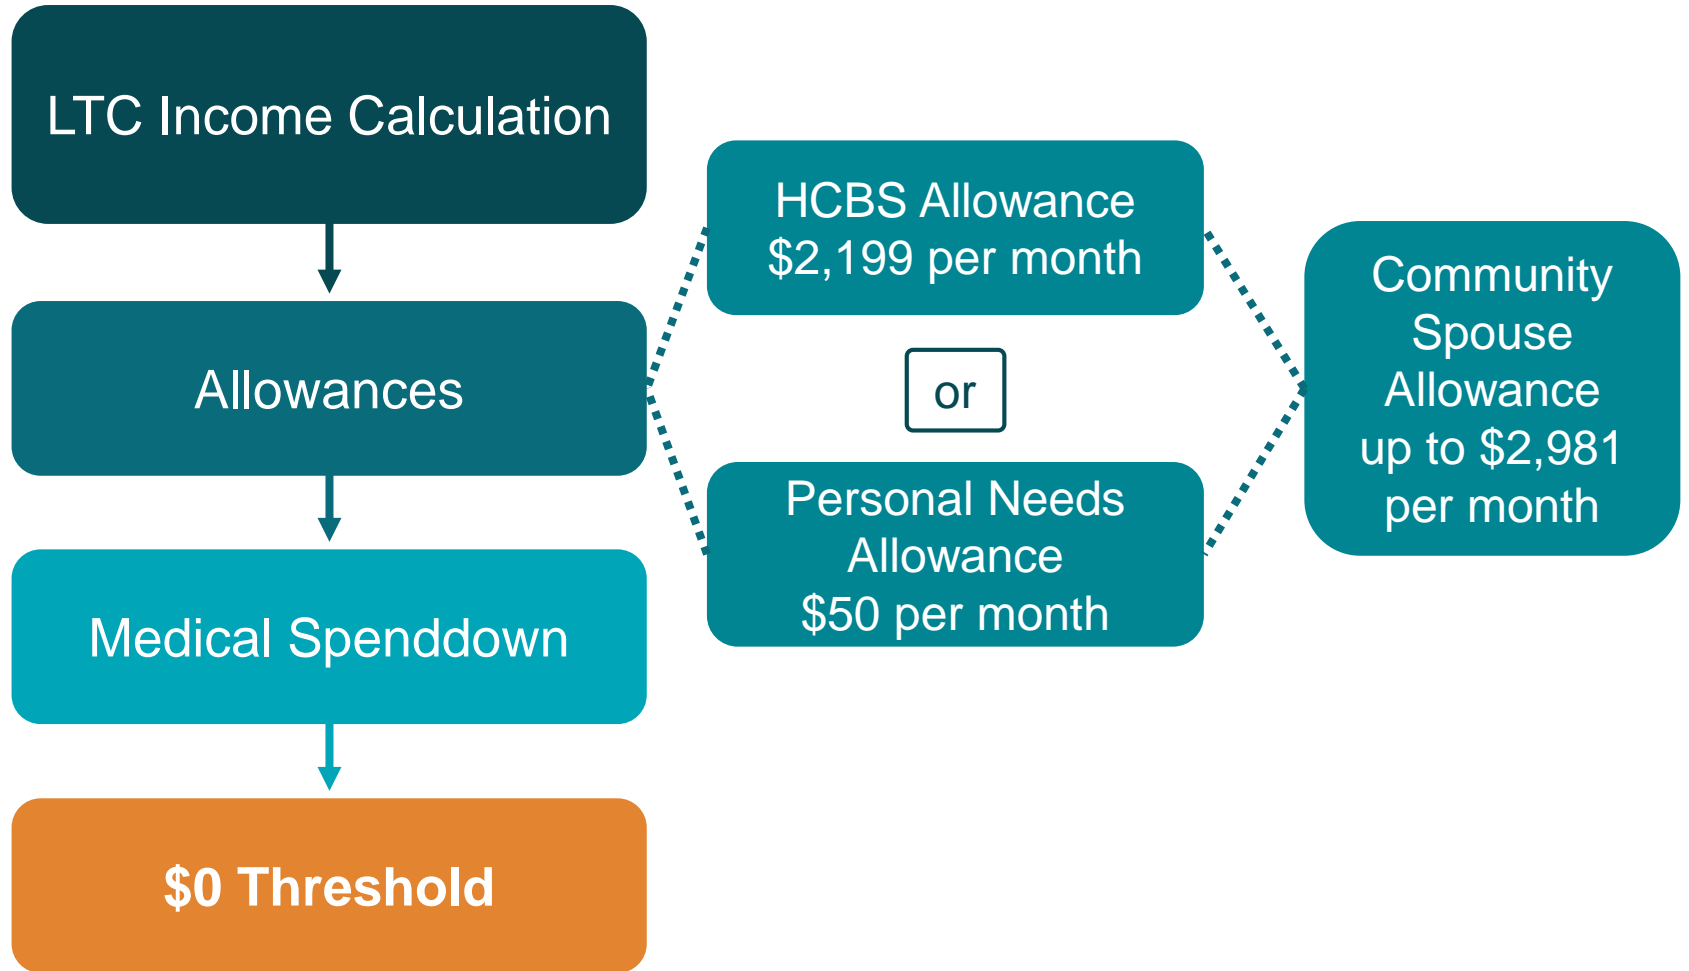 LTC Income Calculation
Allowances
Medical Spenddown
$0 Threshold
HCBS Allowance
$2,199 per month
or
Personal Needs
Allowance
$50 per month
Community
Spouse
Allowance
up to $2,981
per month